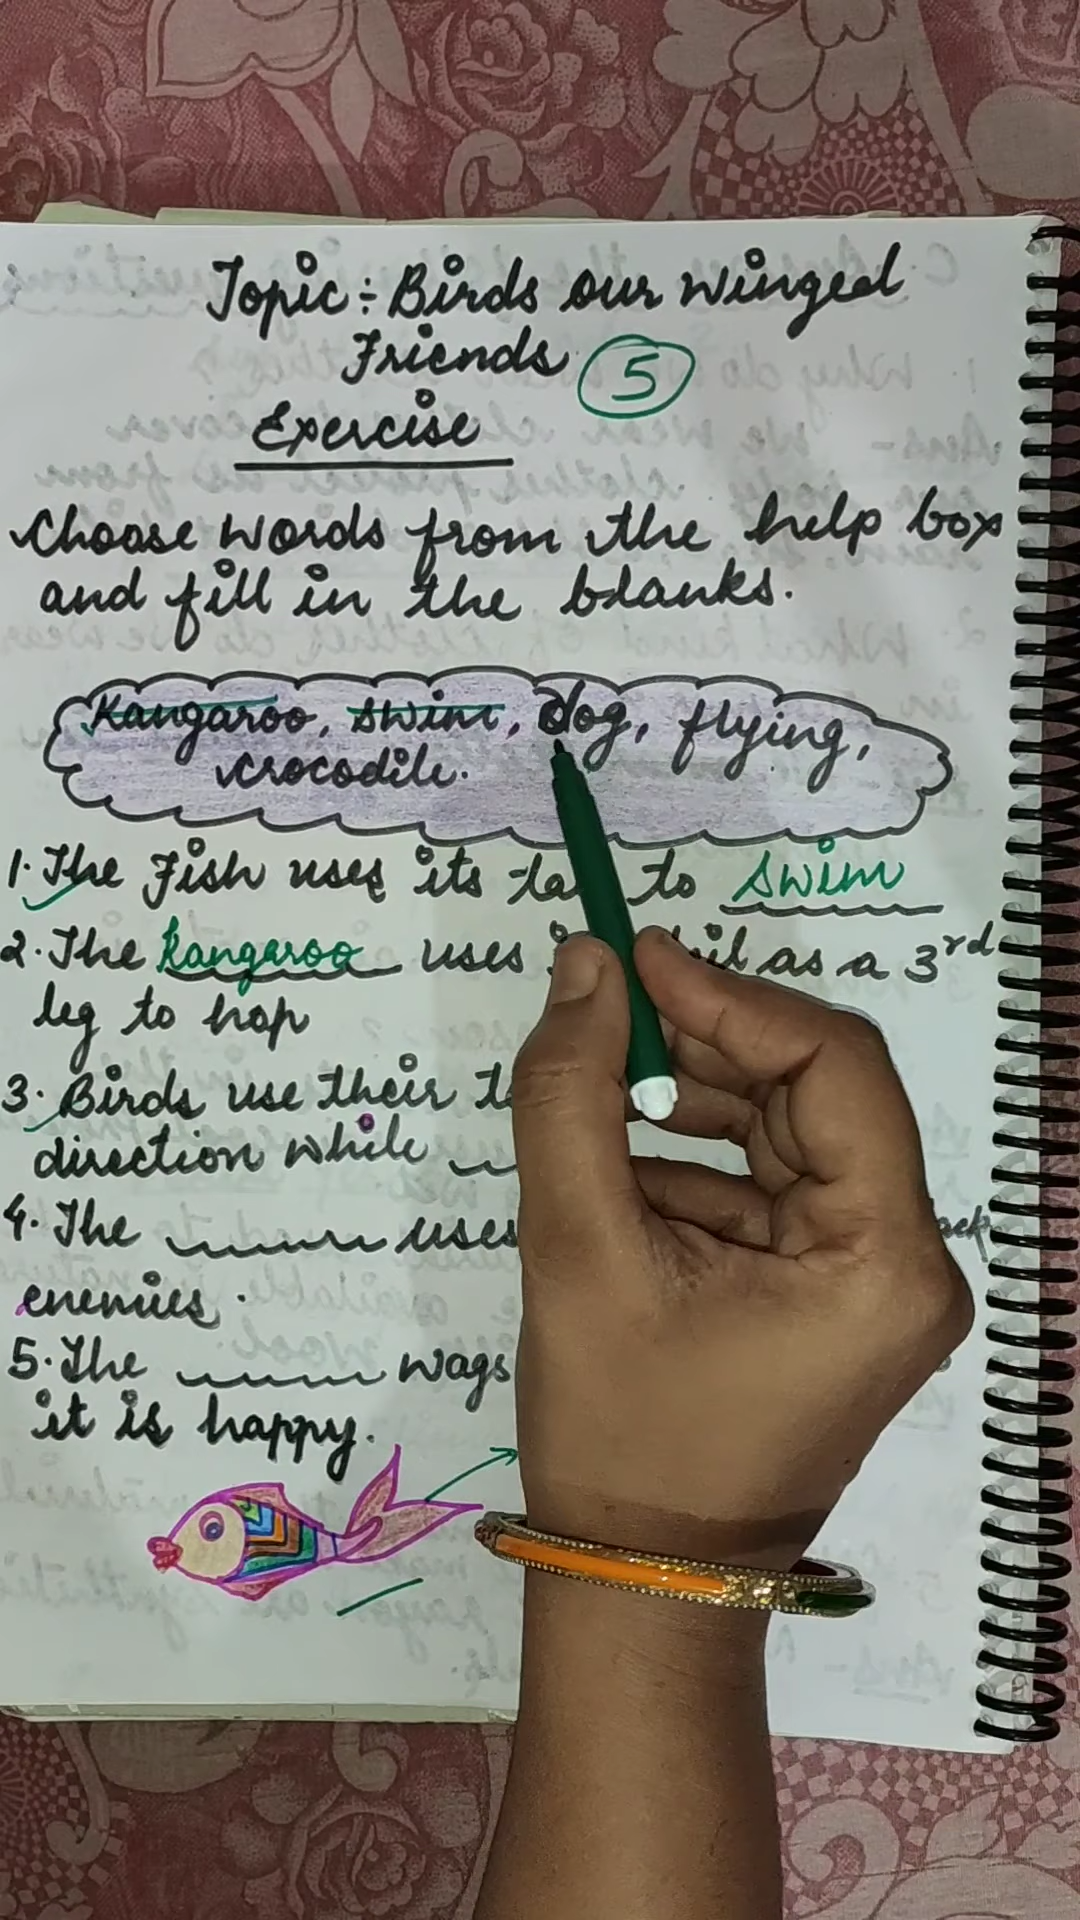 Topic:- Birds our winged
Friends 5
Exercise
Choose words from the help box
and fill in the blanks.
Kangaroo, swim, dog, flying,
crocodile.
1. The Fish uses its to swim
2. The Kangaroo uses as a 3rd
leg to hop
3. Birds use their
direction while
4. The uses
enemies.
5. The wags
it is happy.